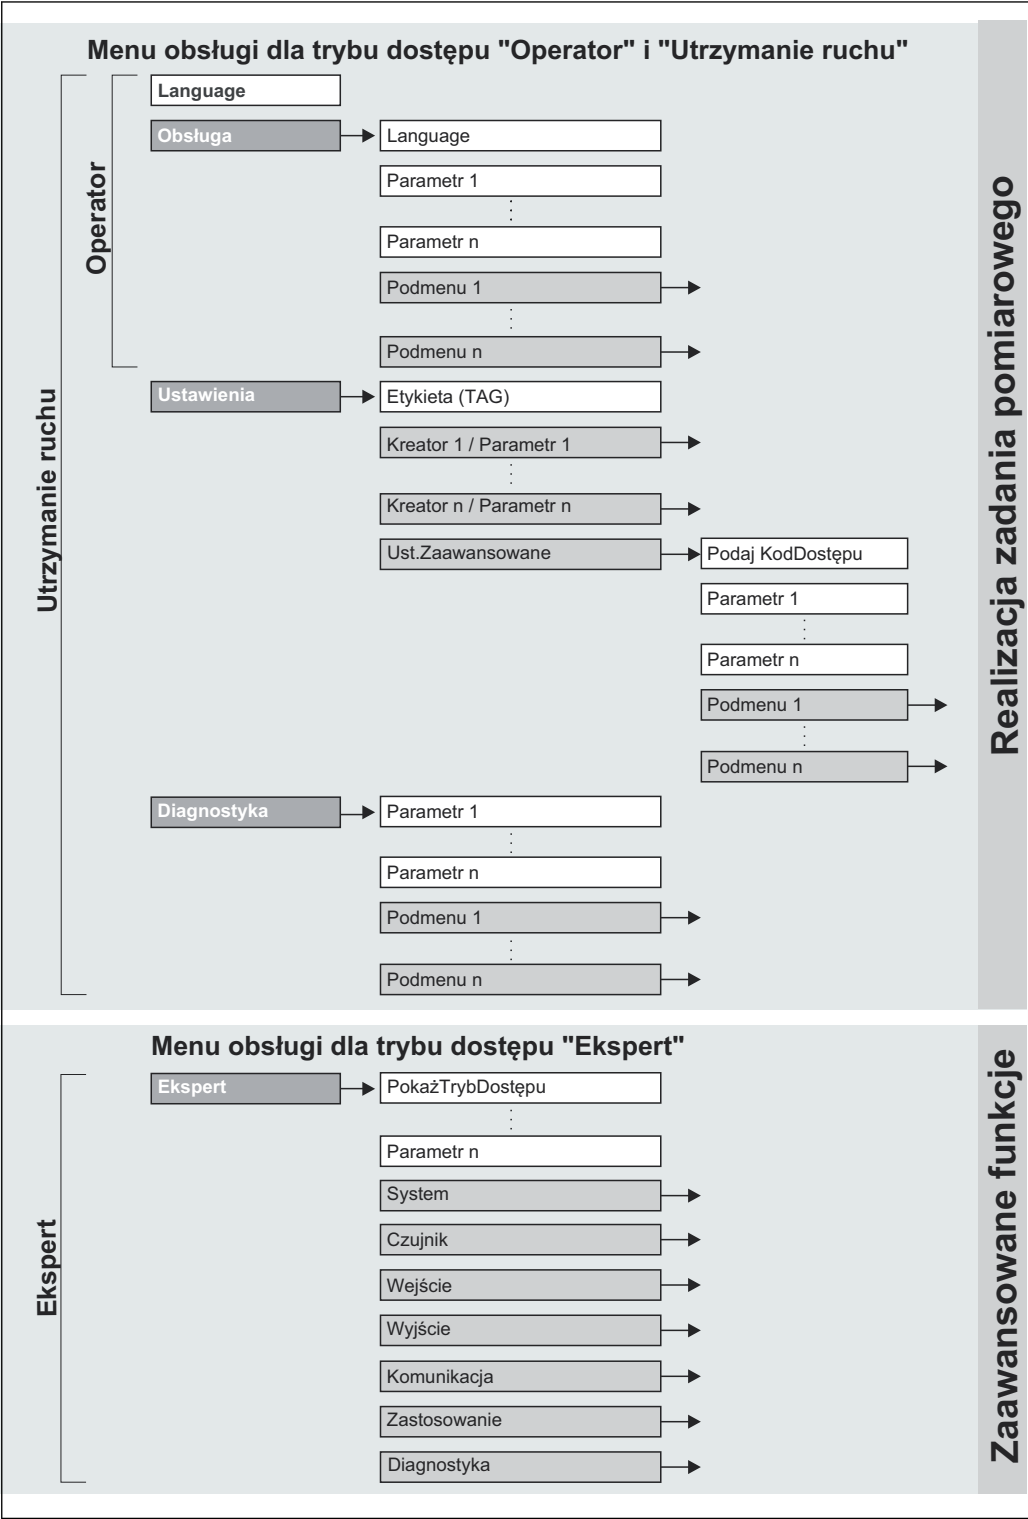 Menu obsługi dla trybu dostępu "Operator" i "Utrzymanie ruchu"
Utrzymanie ruchu
Operator
Language
Obsługa
Language
Parametr 1
Parametr n
Podmenu 1
Podmenu n
Ustawienia
Etykieta (TAG)
Kreator 1 / Parametr 1
Kreator n / Parametr n
Ust.Zaawansowane
Podaj KodDostępu
Parametr 1
Parametr n
Podmenu 1
Podmenu n
Diagnostyka
Parametr 1
Parametr n
Podmenu 1
Podmenu n
Realizacja zadania pomiarowego
Menu obsługi dla trybu dostępu "Ekspert"
Ekspert
Ekspert
PokażTrybDostępu
Parametr n
System
Czujnik
Wejście
Wyjście
Komunikacja
Zastosowanie
Diagnostyka
Zaawansowane funkcje